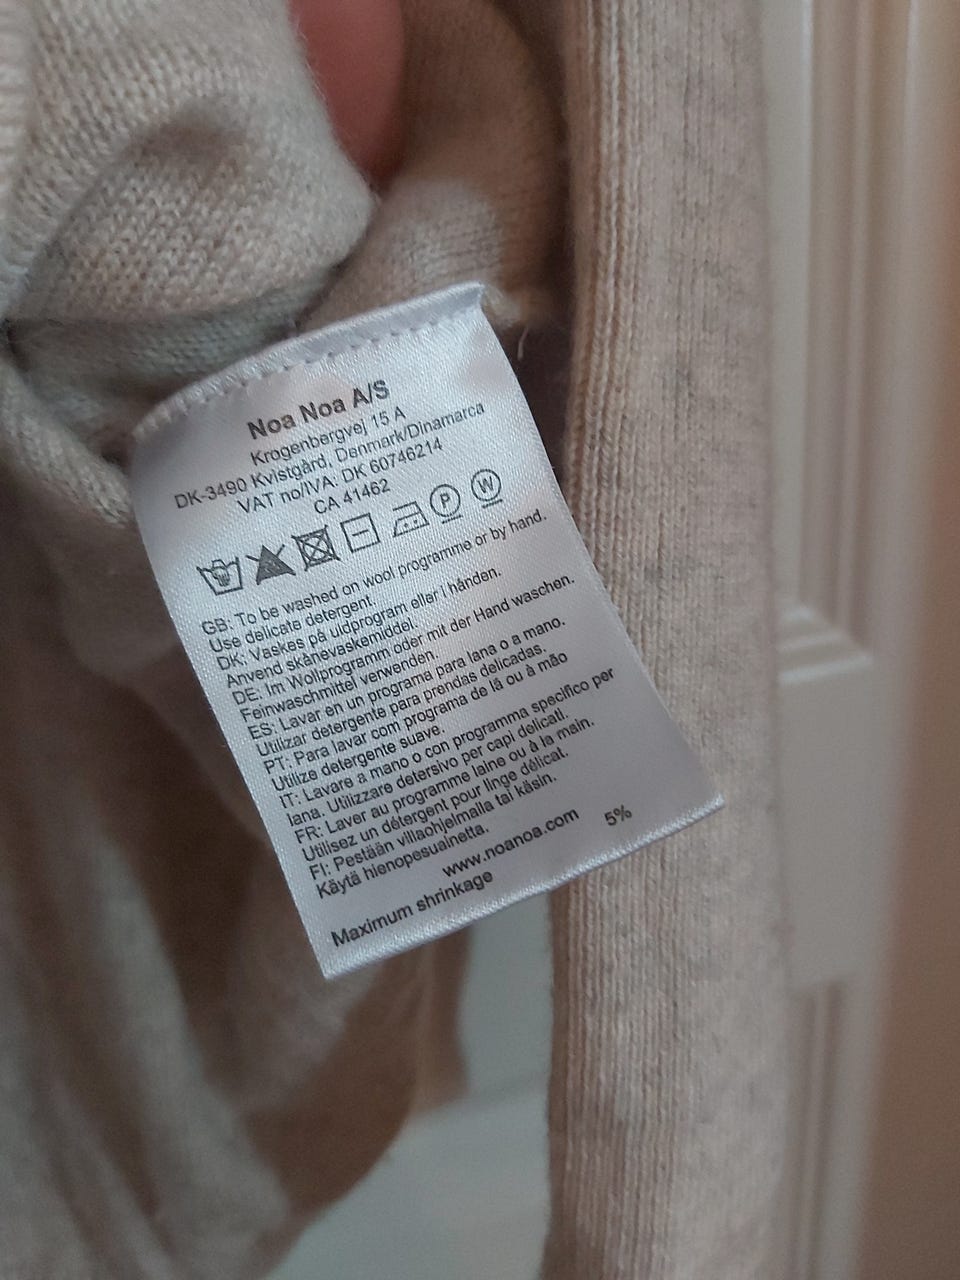 Noa Noa A/S
Krogenbergvej 15 A
DK-3490 Kvistgård, Denmark/Dinamarca
VAT no/IVA: DK 60746214
CA 41462
P W
GB: To be washed on wool programme or by hand.
Use delicate detergent.
DK: Vaskes på uldprogram eller i hånden.
Anvend skånevaskemiddel.
DE: Im Wollprogramm oder mit der Hand waschen.
Feinwaschmittel verwenden.
ES: Lavar en un programa para lana o a mano.
Utilizar detergente para prendas delicadas.
PT: Para lavar com programa de lã ou à mão
Utilize detergente suave.
IT: Lavare a mano o con programma specifico per
lana. Utilizzare detersivo per capi delicati.
FR: Laver au programme laine ou à la main.
Utilisez un détergent pour linge délicat.
FI: Pestään villaohjelmalla tai käsin.
Käytä hienopesuainetta.
www.noanoa.com
Maximum shrinkage 5%